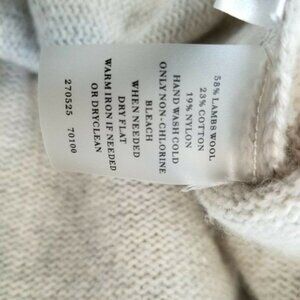 58% LAMBS WOOL
23% COTTON
19% NYLON
HAND WASH COLD
ONLY NON-CHLORINE
BLEACH
WHEN NEEDED
DRY FLAT
WARM IRON IF NEEDED
OR DRYCLEAN
270525 70100